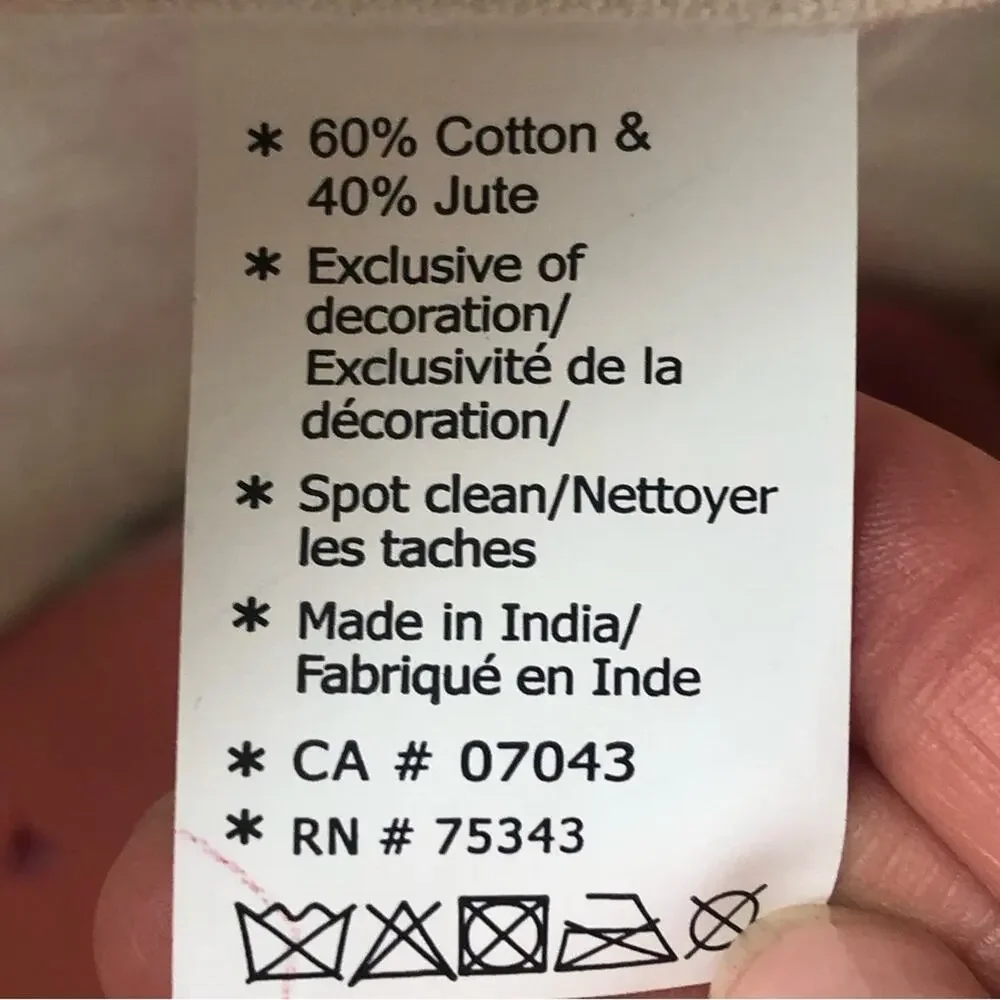 * 60% Cotton &
40% Jute
* Exclusive of
decoration/
Exclusivité de la
décoration/
* Spot clean/Nettoyer
les taches
* Made in India/
Fabriqué en Inde
* CA # 07043
* RN # 75343